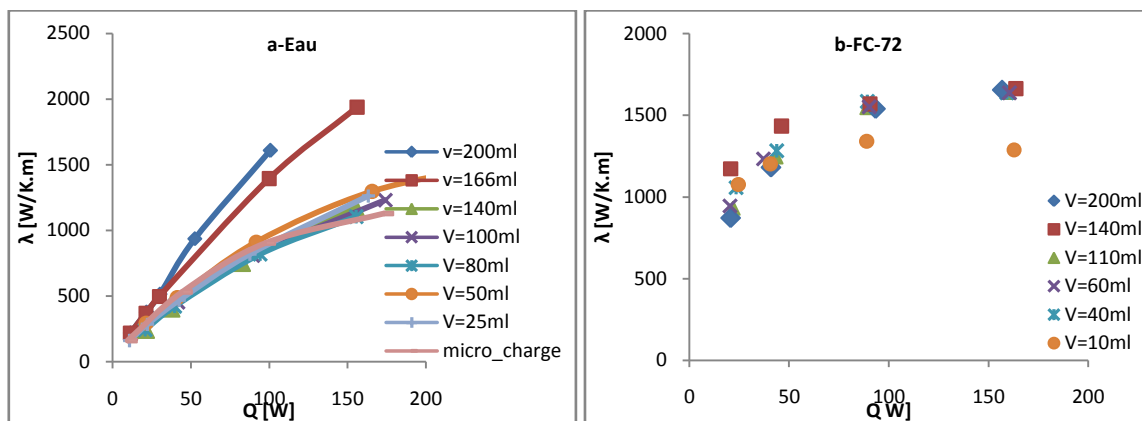 a-Eau
2500
2000
1500
1000
500
0
0
50
100
150
200
λ [W/K.m]
Q [W]
v=200ml
v=166ml
v=140ml
V=100ml
V=80ml
V=50ml
V=25ml
micro_charge
b-FC-72
2000
1500
1000
500
0
0
50
100
150
200
λ [W/K.m]
Q W]
V=200ml
V=140ml
V=110ml
V=60ml
V=40ml
V=10ml